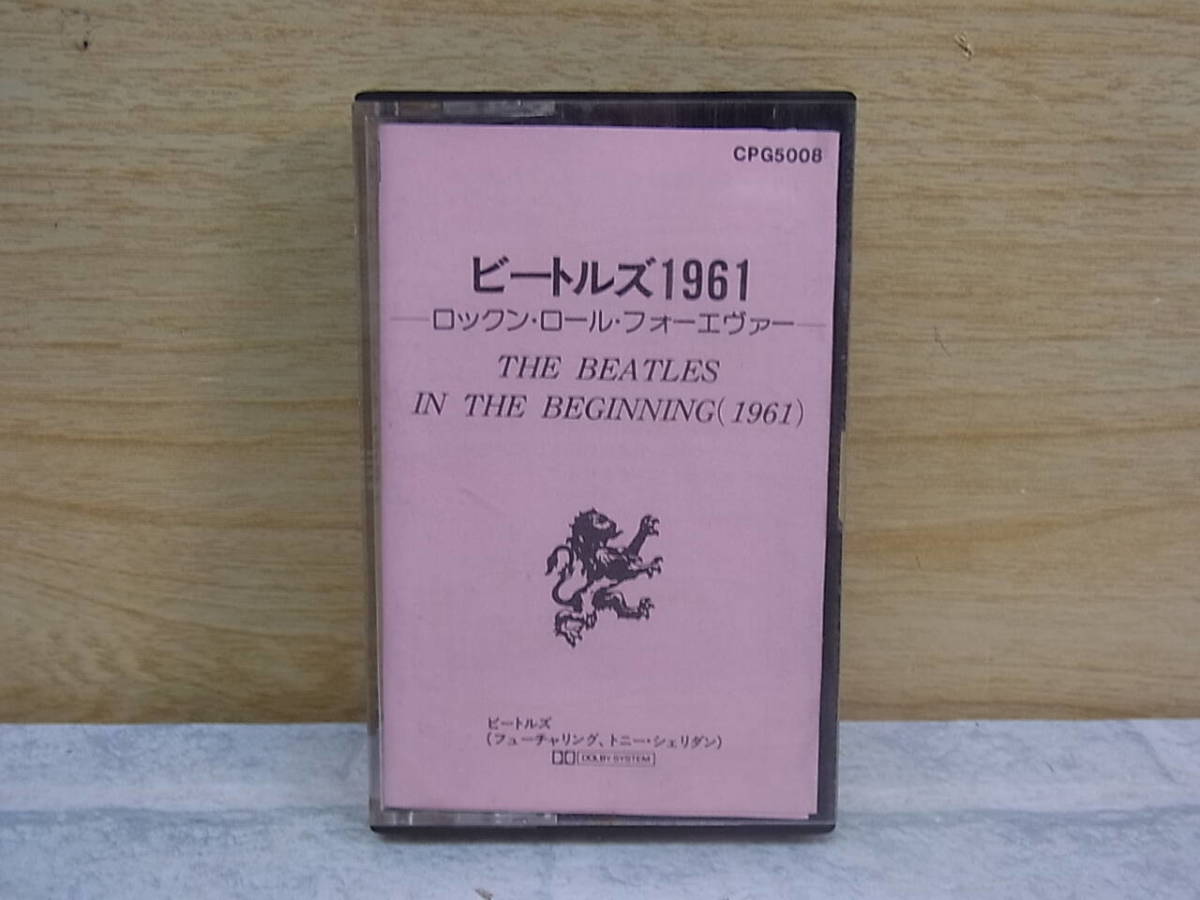 CPG5008
ビートルズ1961
ロックン・ロール・フォーエヴァー
THE BEATLES
IN THE BEGINNING(1961)
ビートルズ
(フューチャリング、トニー・シェリダン)
DOLBY SYSTEM